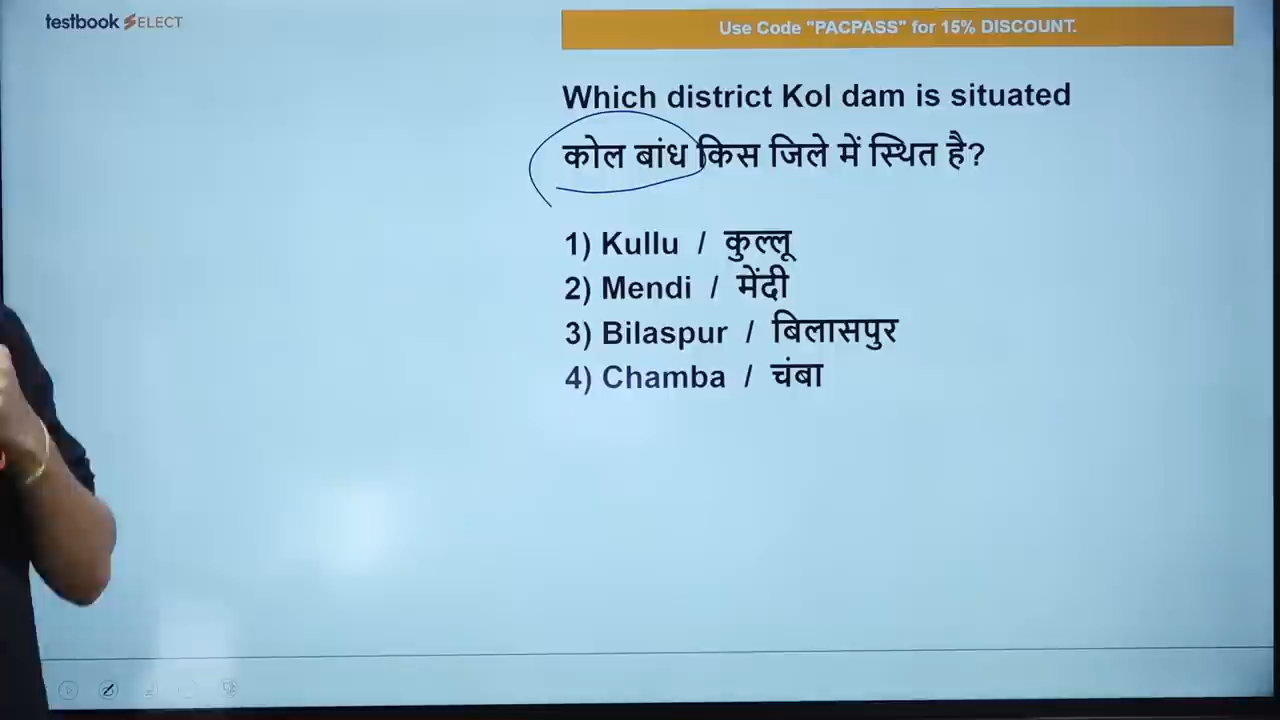 testbook SELECT
Use Code "PACPASS" for 15% DISCOUNT.
Which district Kol dam is situated
कोल बांध किस जिले में स्थित है?
1) Kullu / कुल्लू
2) Mendi / मेंदी
3) Bilaspur / बिलासपुर
4) Chamba / चंबा